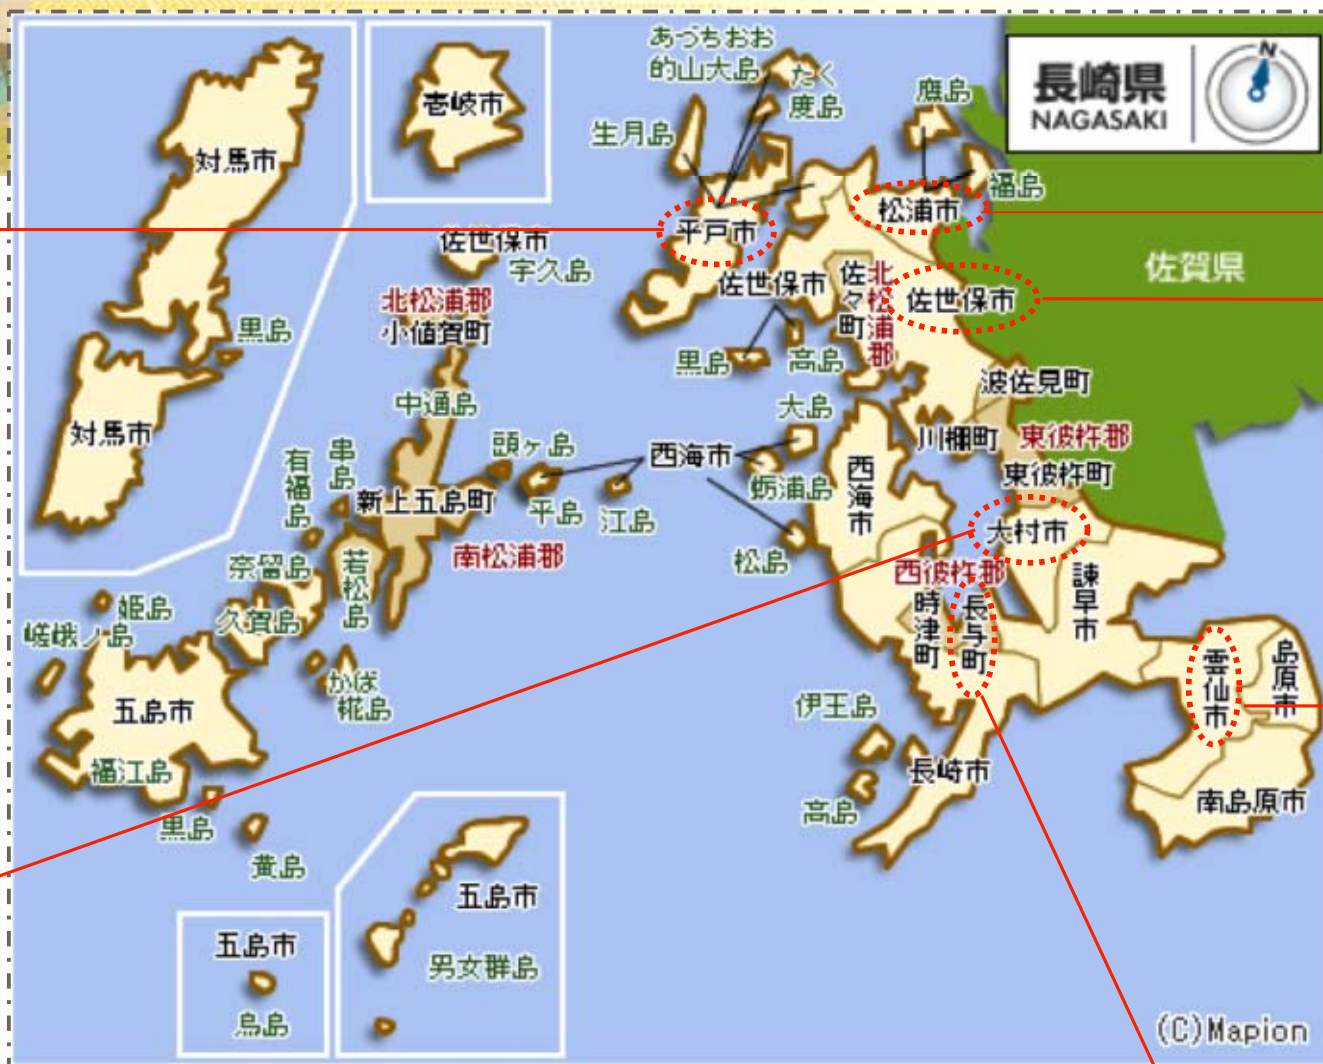 長崎県
NAGASAKI
N
佐賀県
対馬市
黒島
対馬市
壱岐市
あづちおお
的山大島
たく
度島
生月島
鷹島
福島
平戸市
松浦市
佐世保市
宇久島
北松浦郡
小値賀町
佐世保市
佐々町
北松浦郡
佐世保市
黒島
高島
波佐見町
川棚町
東彼杵郡
東彼杵町
大島
西海市
蛎浦島
西海市
松島
中通島
頭ヶ島
平島
江島
串島
有福島
新上五島町
南松浦郡
若松島
奈留島
久賀島
姫島
嵯峨ノ島
かば
椛島
五島市
福江島
黒島
黄島
大村市
西彼杵郡
時津町
長与町
諫早市
雲仙市
島原市
南島原市
伊王島
高島
長崎市
五島市
男女群島
五島市
鳥島
(C)Mapion